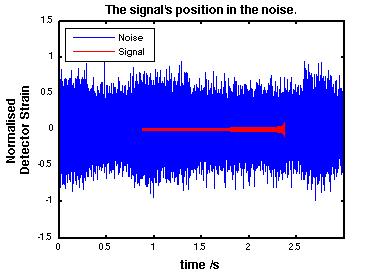 The signal's position in the noise.
1.5
Noise
Signal
1
0.5
0
-0.5
-1
-1.5
Normalised
Detector Strain
0 0.5 1 1.5 2 2.5
time /s